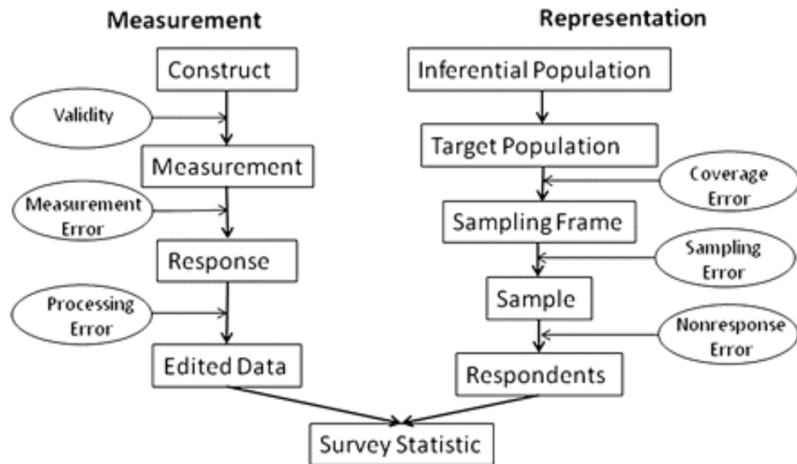 Measurement
Construct
Validity
Measurement
Measurement
Error
Response
Processing
Error
Edited Data
Representation
Inferential Population
Target Population
Coverage
Error
Sampling Frame
Sampling
Error
Sample
Nonresponse
Error
Respondents
Survey Statistic